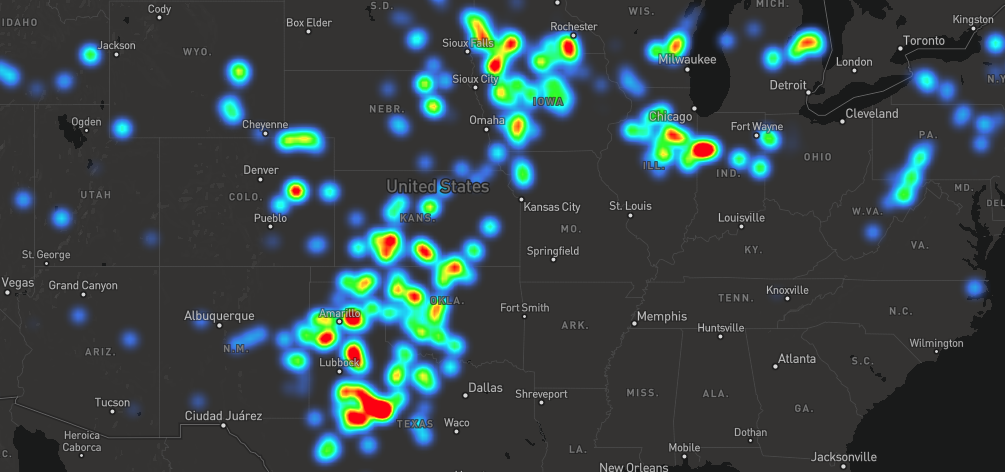 Cody
S.D.
MICH.
IDAHO
Box Elder
WIS.
Rochester
Kingston
Jackson
WYO.
Sioux Falls
Toronto
Milwaukee
London
Sioux City
Detroit
N.Y
NEBR.
IOWA
Ogden
Cheyenne
Omaha
Chicago
Fort Wayne
Cleveland
PA.
Denver
ILL.
IND.
OHIO
United States
UTAH
COLO.
MD.
DEL
Pueblo
KANS.
Kansas City
St. Louis
Louisville
W.VA.
MO.
VA.
St. George
Springfield
KY.
Vegas
Grand Canyon
Knoxville
OKLA.
TENN.
Albuquerque
Amarillo
Fort Smith
Memphis
N.C.
ARK.
Huntsville
ARIZ.
N.M.
Wilmington
Lubbock
Atlanta
S.C.
Dallas
Shreveport
MISS.
ALA.
Tucson
Ciudad Juárez
TEXAS
Waco
GA.
Heroica
Caborca
C.
LA.
Mobile
Dothan
Jacksonville
New Orleans